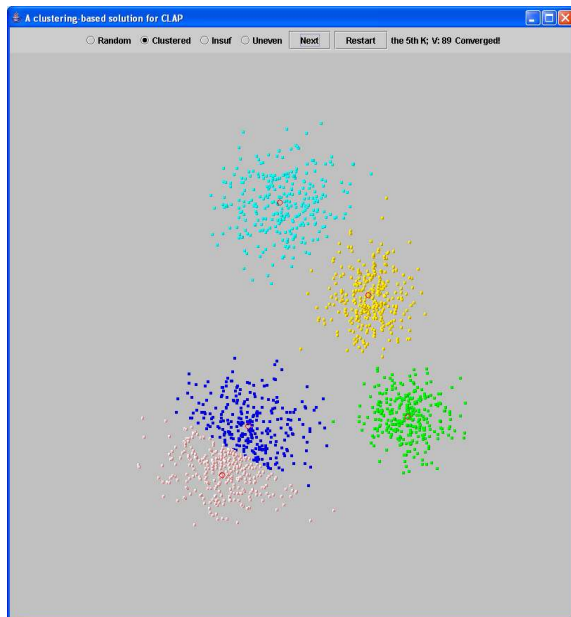 A clustering-based solution for CLAP
Random Clustered Insuf Uneven Next Restart the 5th K; V: 89 Converged!